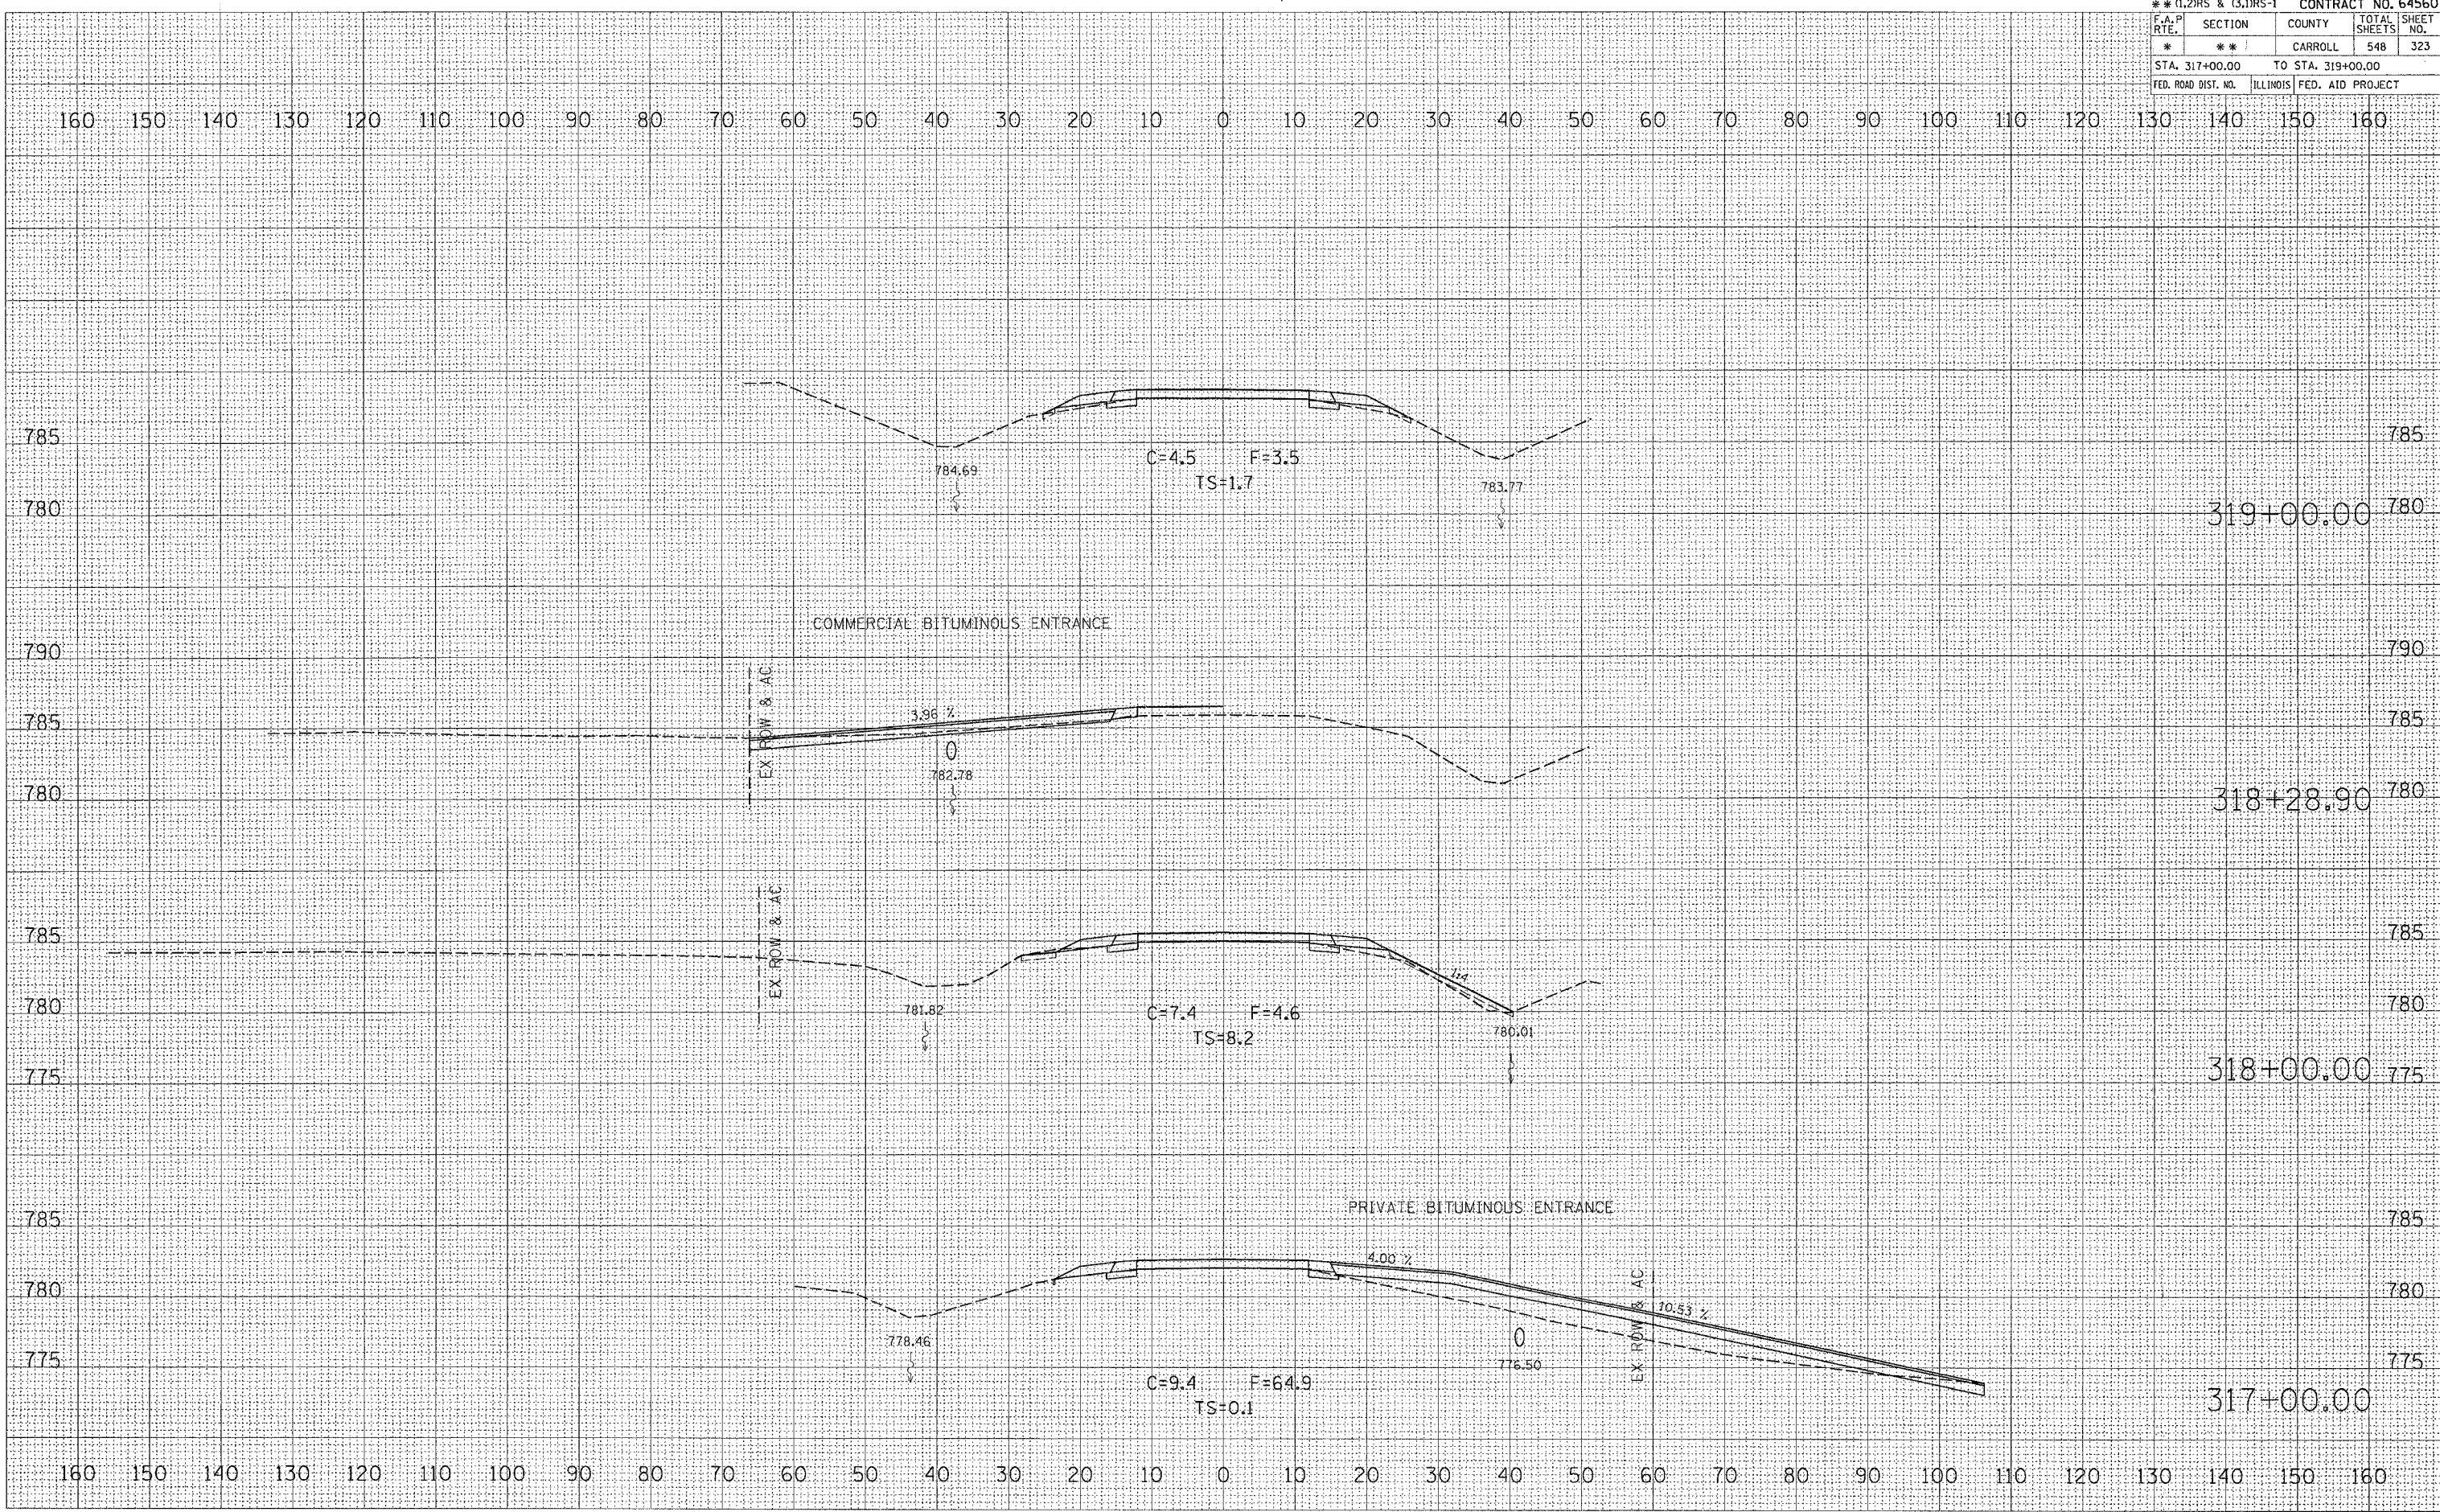 ** (1,2)RS & (3,1)RS-1 CONTRACT NO. 64560
F.A.P RTE. SECTION COUNTY TOTAL SHEETS SHEET NO.
* ** CARROLL 548 323
STA. 317+00.00 TO STA. 319+00.00
FED. ROAD DIST. NO. ILLINOIS FED. AID PROJECT
160 150 140 130 120 110 100 90 80 70 60 50 40 30 20 10 0 10 20 30 40 50 60 70 80 90 100 110 120 130 140 150 160
785 785
C=4.5 F=3.5
784.69
TS=1.7
783.77
780 319+00.00 780
COMMERCIAL BITUMINOUS ENTRANCE
790 790
EX ROW & AC
3.96 %
785 785
782.78
780 318+28.90 780
EX ROW & AC
785 785
1:4
781.82
780 C=7.4 F=4.6 780
780.01
TS=8.2
775 318+00.00 775
PRIVATE BITUMINOUS ENTRANCE
785 785
4.00 %
780 780
EX ROW & AC
10.53 %
778.46
776.50
775 775
C=9.4 F=64.9
317+00.00
TS=0.1
160 150 140 130 120 110 100 90 80 70 60 50 40 30 20 10 0 10 20 30 40 50 60 70 80 90 100 110 120 130 140 150 160